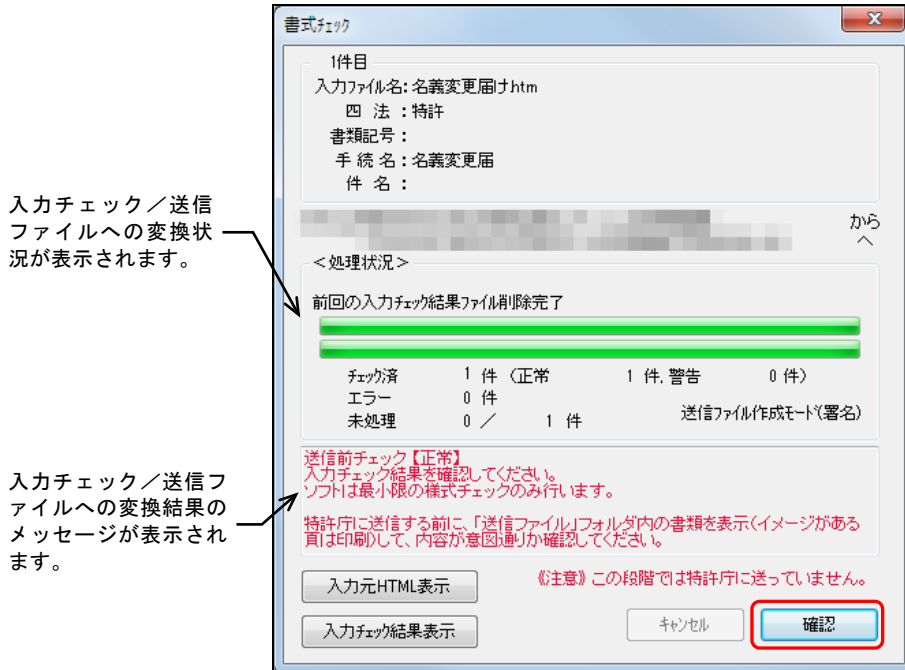 書式ﾁｪｯｸ
1件目
入力ﾌｧｲﾙ名:名義変更届け.htm
四 法:特許
書類記号:
手続名:名義変更届
件 名:
から
へ
入力チェック／送信
ファイルへの変換状
況が表示されます。
<処理状況>
前回の入力ﾁｪｯｸ結果ﾌｧｲﾙ削除完了
ﾁｪｯｸ済 1 件 (正常 1 件, 警告 0 件)
エラー 0 件
未処理 0 ／ 1 件
送信ﾌｧｲﾙ作成ﾓｰﾄﾞ(署名)
入力チェック／送信フ
ァイルへの変換結果の
メッセージが表示され
ます。
送信前チェック【正常】
入力チェック結果を確認してください。
ソフトは最小限の様式チェックのみ行います。
特許庁に送信する前に、「送信ファイル」フォルダ内の書類を表示(イメージがある
頁は印刷)して、内容が意図通りか確認してください。
入力元HTML表示
《注意》この段階では特許庁に送っていません。
入力ﾁｪｯｸ結果表示
ｷｬﾝｾﾙ
確認